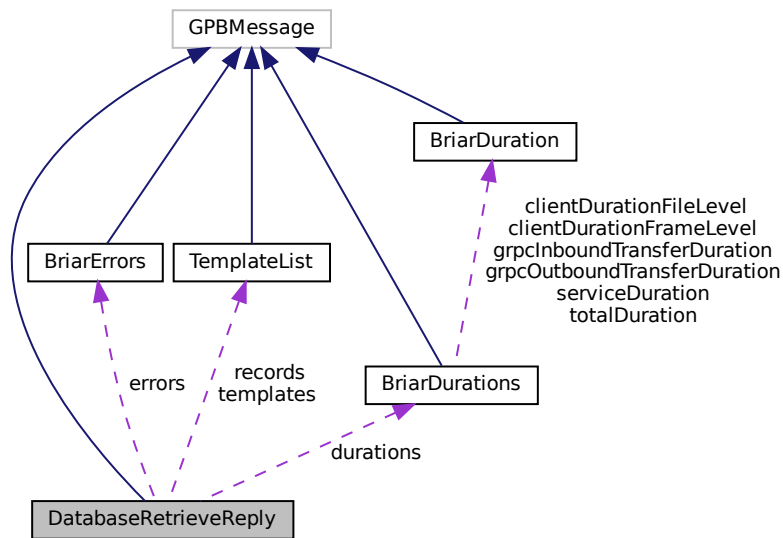 GPBMessage
BriarDuration
clientDurationFileLevel
clientDurationFrameLevel
grpcInboundTransferDuration
grpcOutboundTransferDuration
serviceDuration
totalDuration
BriarErrors
TemplateList
BriarDurations
errors
records
templates
durations
DatabaseRetrieveReply